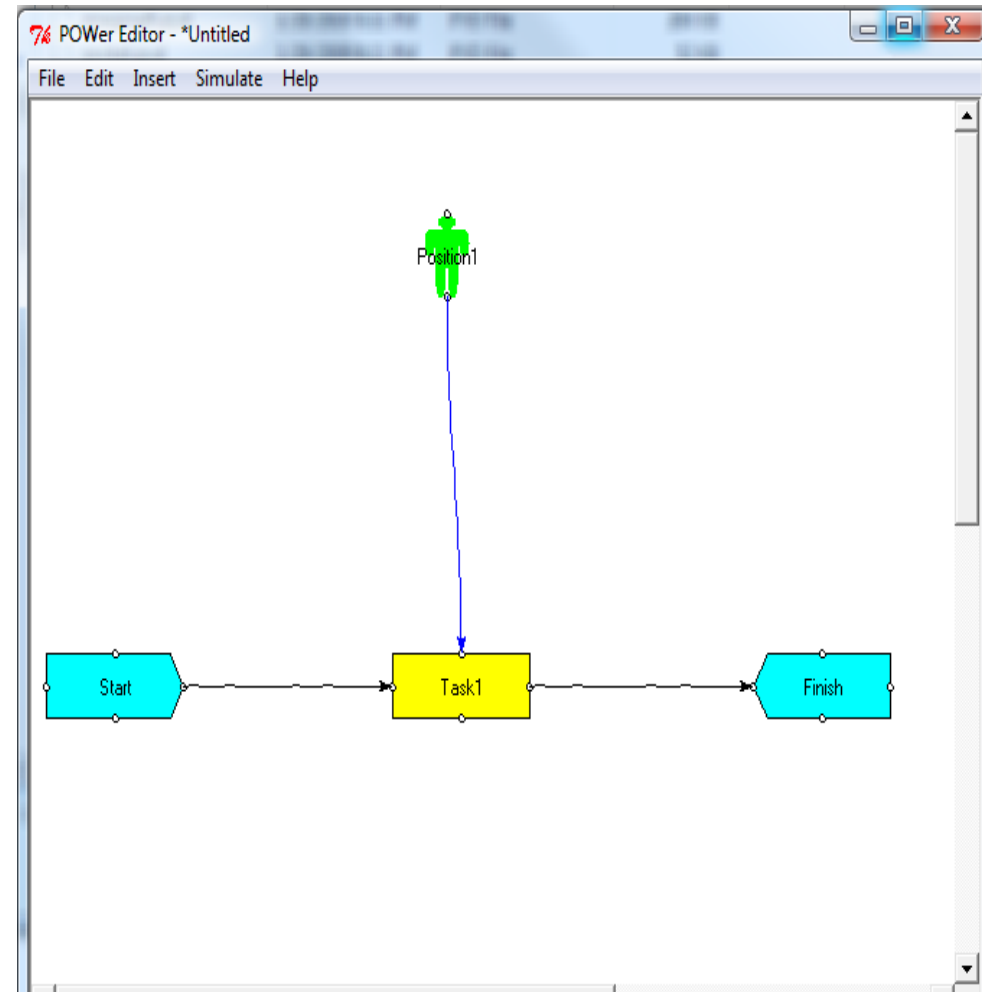 POWer Editor - *Untitled
File Edit Insert Simulate Help
Position1
Start
Task1
Finish